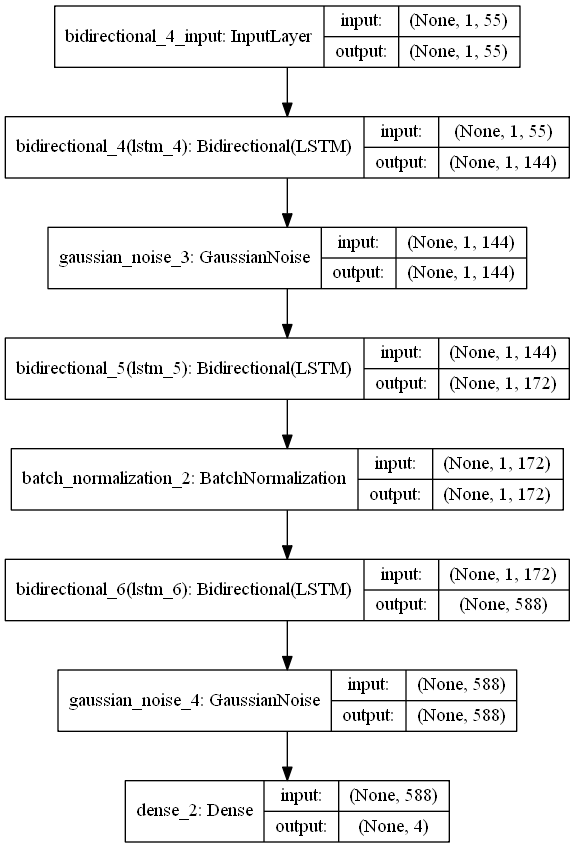 bidirectional_4_input: InputLayer input: (None, 1, 55)
output: (None, 1, 55)
bidirectional_4(lstm_4): Bidirectional(LSTM) input: (None, 1, 55)
output: (None, 1, 144)
gaussian_noise_3: GaussianNoise input: (None, 1, 144)
output: (None, 1, 144)
bidirectional_5(lstm_5): Bidirectional(LSTM) input: (None, 1, 144)
output: (None, 1, 172)
batch_normalization_2: BatchNormalization input: (None, 1, 172)
output: (None, 1, 172)
bidirectional_6(lstm_6): Bidirectional(LSTM) input: (None, 1, 172)
output: (None, 588)
gaussian_noise_4: GaussianNoise input: (None, 588)
output: (None, 588)
dense_2: Dense input: (None, 588)
output: (None, 4)